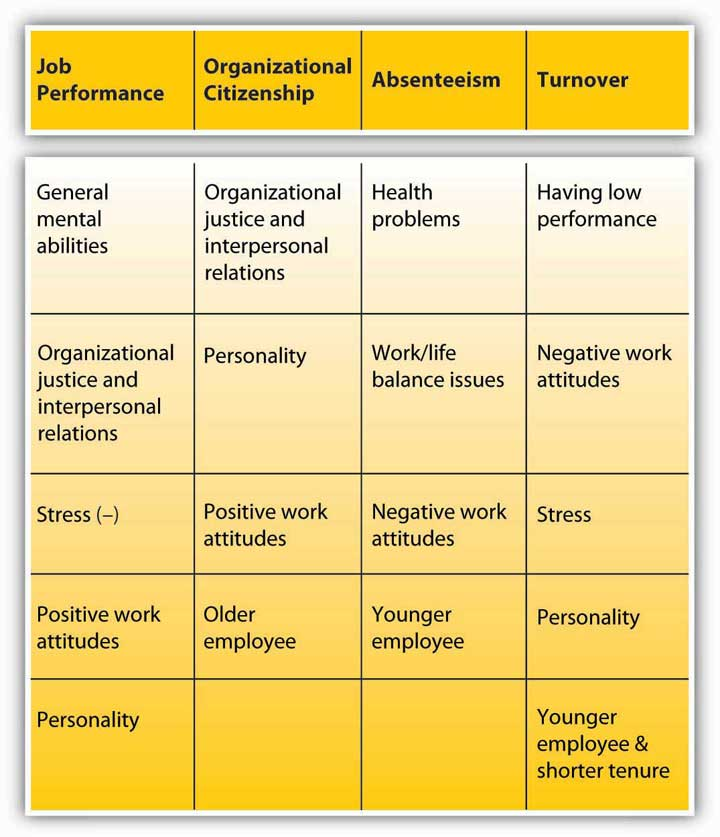 Job
Performance
Organizational
Citizenship
Absenteeism
Turnover
General
mental
abilities
Organizational
justice and
interpersonal
relations
Health
problems
Having low
performance
Organizational
justice and
interpersonal
relations
Personality
Work/life
balance issues
Negative work
attitudes
Stress (–)
Positive work
attitudes
Negative work
attitudes
Stress
Positive work
attitudes
Older
employee
Younger
employee
Personality
Personality
Younger
employee &
shorter tenure